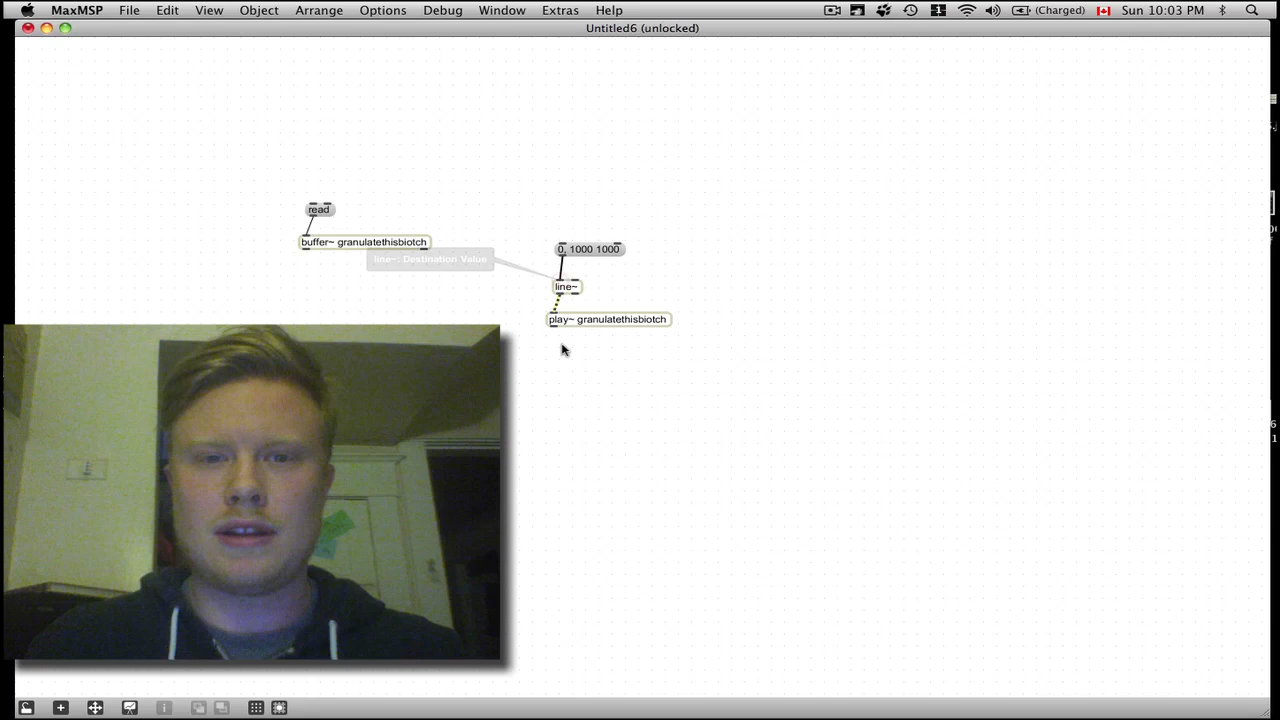 MaxMSP File Edit View Object Arrange Options Debug Window Extras Help 1 (Charged) Sun 10:03 PM
Untitled6 (unlocked)
read
buffer~ granulatethisbiotch
0, 1000 1000
line~: Destination Value
line~
play~ granulatethisbiotch